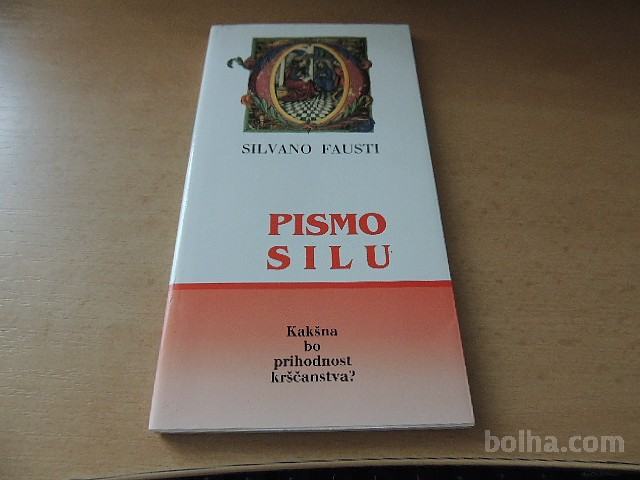 SILVANO FAUSTI
PISMO
SILU
Kakšna
bo
prihodnost
krščanstva?
bolha.com